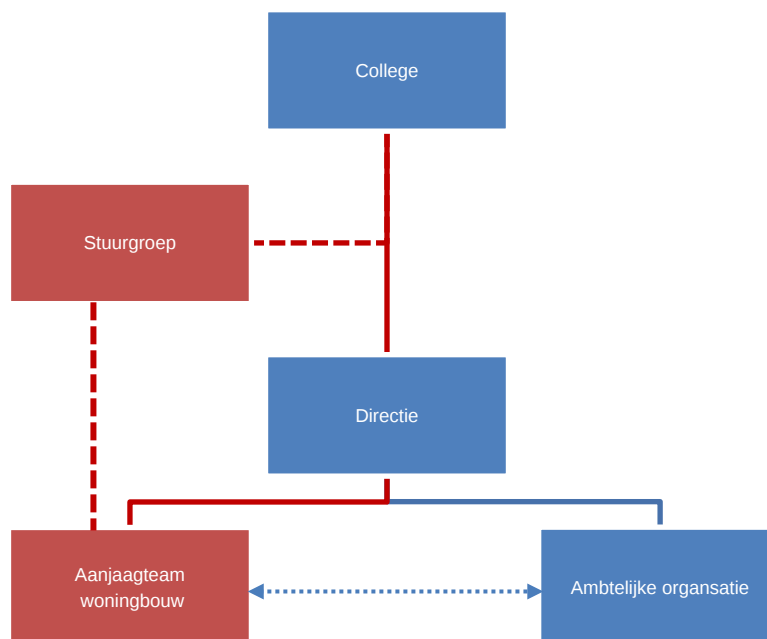 College
Stuurgroep
Directie
Aanjaagteam
woningbouw
Ambtelijke organsatie